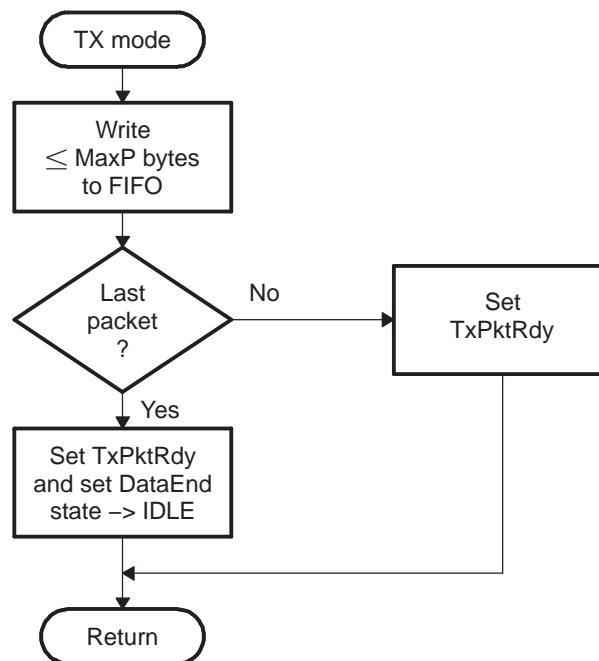 TX mode
Write
≤ MaxP bytes
to FIFO
Last
packet
?
No
Set
TxPktRdy
Yes
Set TxPktRdy
and set DataEnd
state −> IDLE
Return